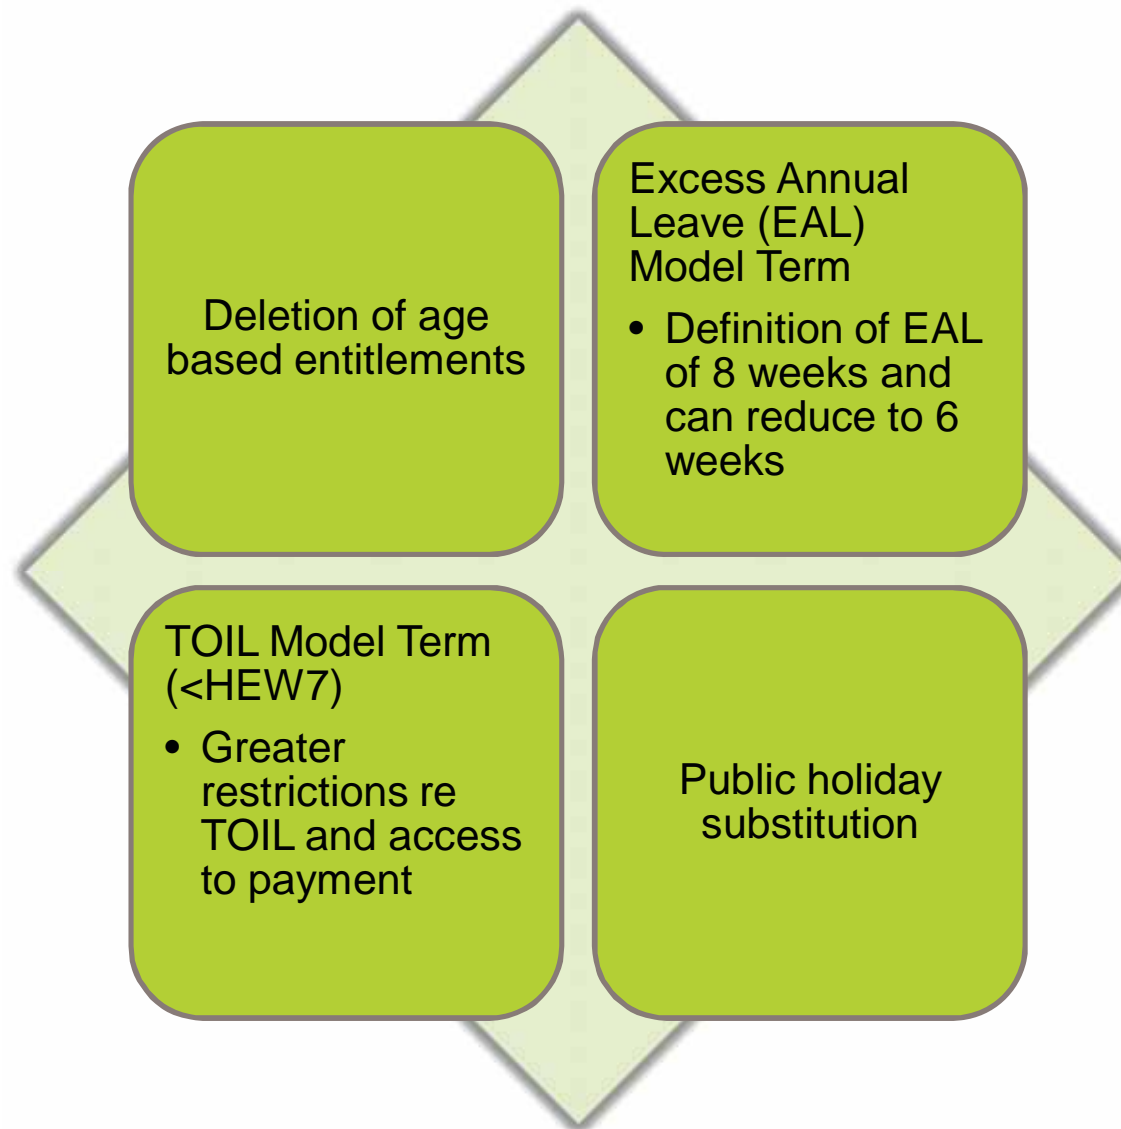 Deletion of age
based entitlements
Excess Annual
Leave (EAL)
Model Term
• Definition of EAL
of 8 weeks and
can reduce to 6
weeks
TOIL Model Term
(<HEW7)
• Greater
restrictions re
TOIL and access
to payment
Public holiday
substitution